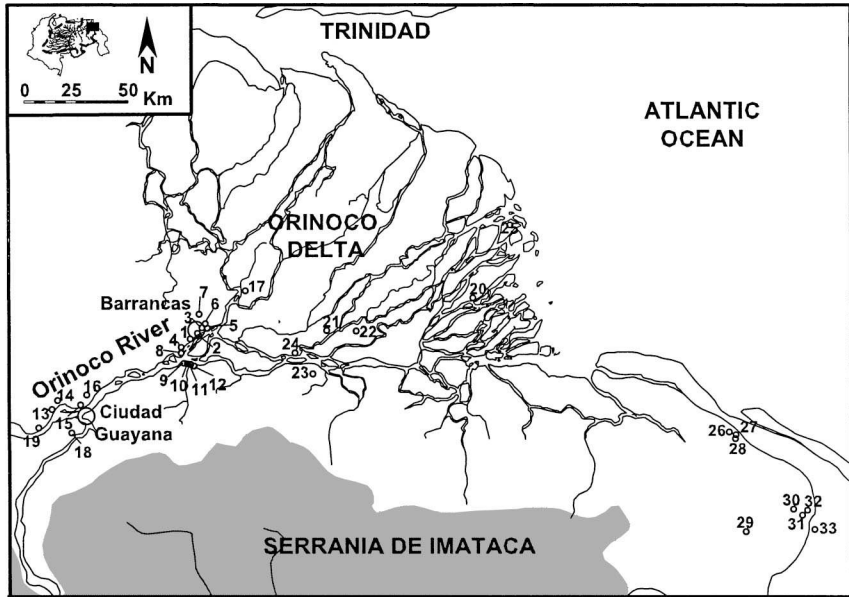 TRINIDAD
N
0 25 50
Km
ATLANTIC
OCEAN
ORINOCO
DELTA
25
17
20
7
Barrancas
6
3
5
1
2
4
8
21
22
24
23
Orinoco River
9
10
11
12
16
14
13
Ciudad
Guayana
15
19
18
26
27
28
30
32
29
31
33
SERRANIA DE IMATACA